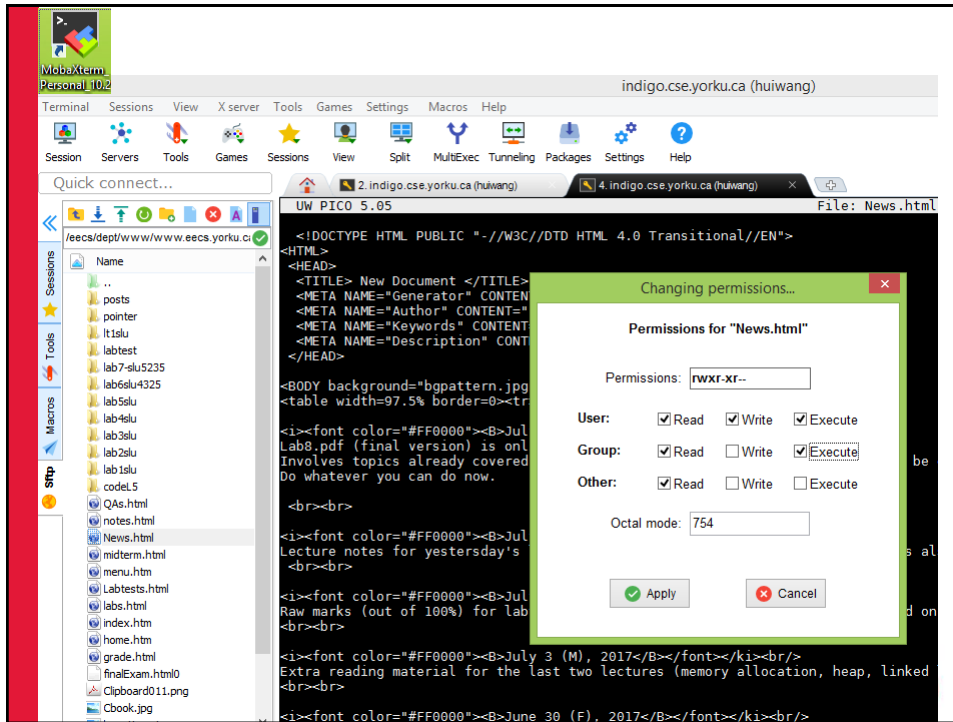 >.
MobaXterm_
Personal_10.2
indigo.cse.yorku.ca (huiwang)
Terminal Sessions View X server Tools Games Settings Macros Help
Session Servers Tools Games Sessions View Split MultiExec Tunneling Packages Settings Help
Quick connect...
2. indigo.cse.yorku.ca (huiwang)
4. indigo.cse.yorku.ca (huiwang)
/eecs/dept/www/www.eecs.yorku.ca
Sessions
Tools
Macros
Sftp
Name
..
posts
pointer
lt1slu
labtest
lab7-slu5235
lab6slu4325
lab5slu
lab4slu
lab3slu
lab2slu
lab1slu
codeL5
QAs.html
notes.html
News.html
midterm.html
menu.htm
Labtests.html
labs.html
index.htm
home.htm
grade.html
finalExam.html0
Clipboard011.png
Cbook.jpg
UW PICO 5.05 File: News.html
<!DOCTYPE HTML PUBLIC "-//W3C//DTD HTML 4.0 Transitional//EN">
<HTML>
<HEAD>
<TITLE> New Document </TITLE>
<META NAME="Generator" CONTEN
<META NAME="Author" CONTENT="
<META NAME="Keywords" CONTENT
<META NAME="Description" CONT
</HEAD>
<BODY background="bgpattern.jpg
<table width=97.5% border=0><tr
<i><font color="#FF0000"><B>Jul
Lab8.pdf (final version) is onl
Involves topics already covered be
Do whatever you can do now.
<br><br>
<i><font color="#FF0000"><B>Jul
Lecture notes for yesterday's s al
<br><br>
<i><font color="#FF0000"><B>Jul
Raw marks (out of 100%) for lab d on
<br><br>
<i><font color="#FF0000"><B>July 3 (M), 2017</B></font></ki><br/>
Extra reading material for the last two lectures (memory allocation, heap, linked
<br><br>
<i><font color="#FF0000"><B>June 30 (F), 2017</B></font></ki><br/>
Changing permissions...
Permissions for "News.html"
Permissions: rwxr-xr--
User: Read Write Execute
Group: Read Write Execute
Other: Read Write Execute
Octal mode: 754
Apply Cancel